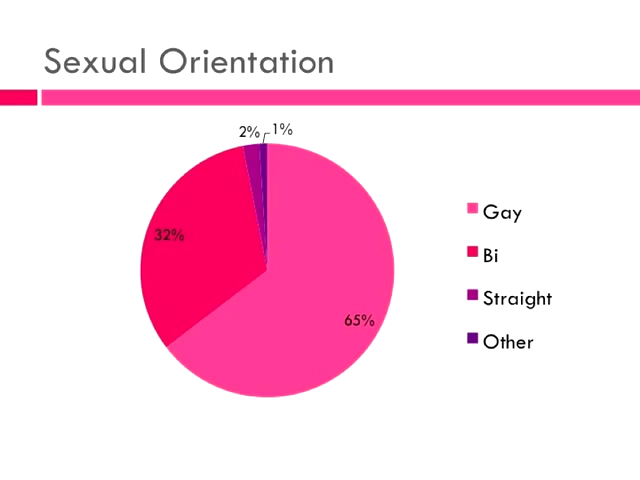 Sexual Orientation
2%
1%
32%
65%
Gay
Bi
Straight
Other